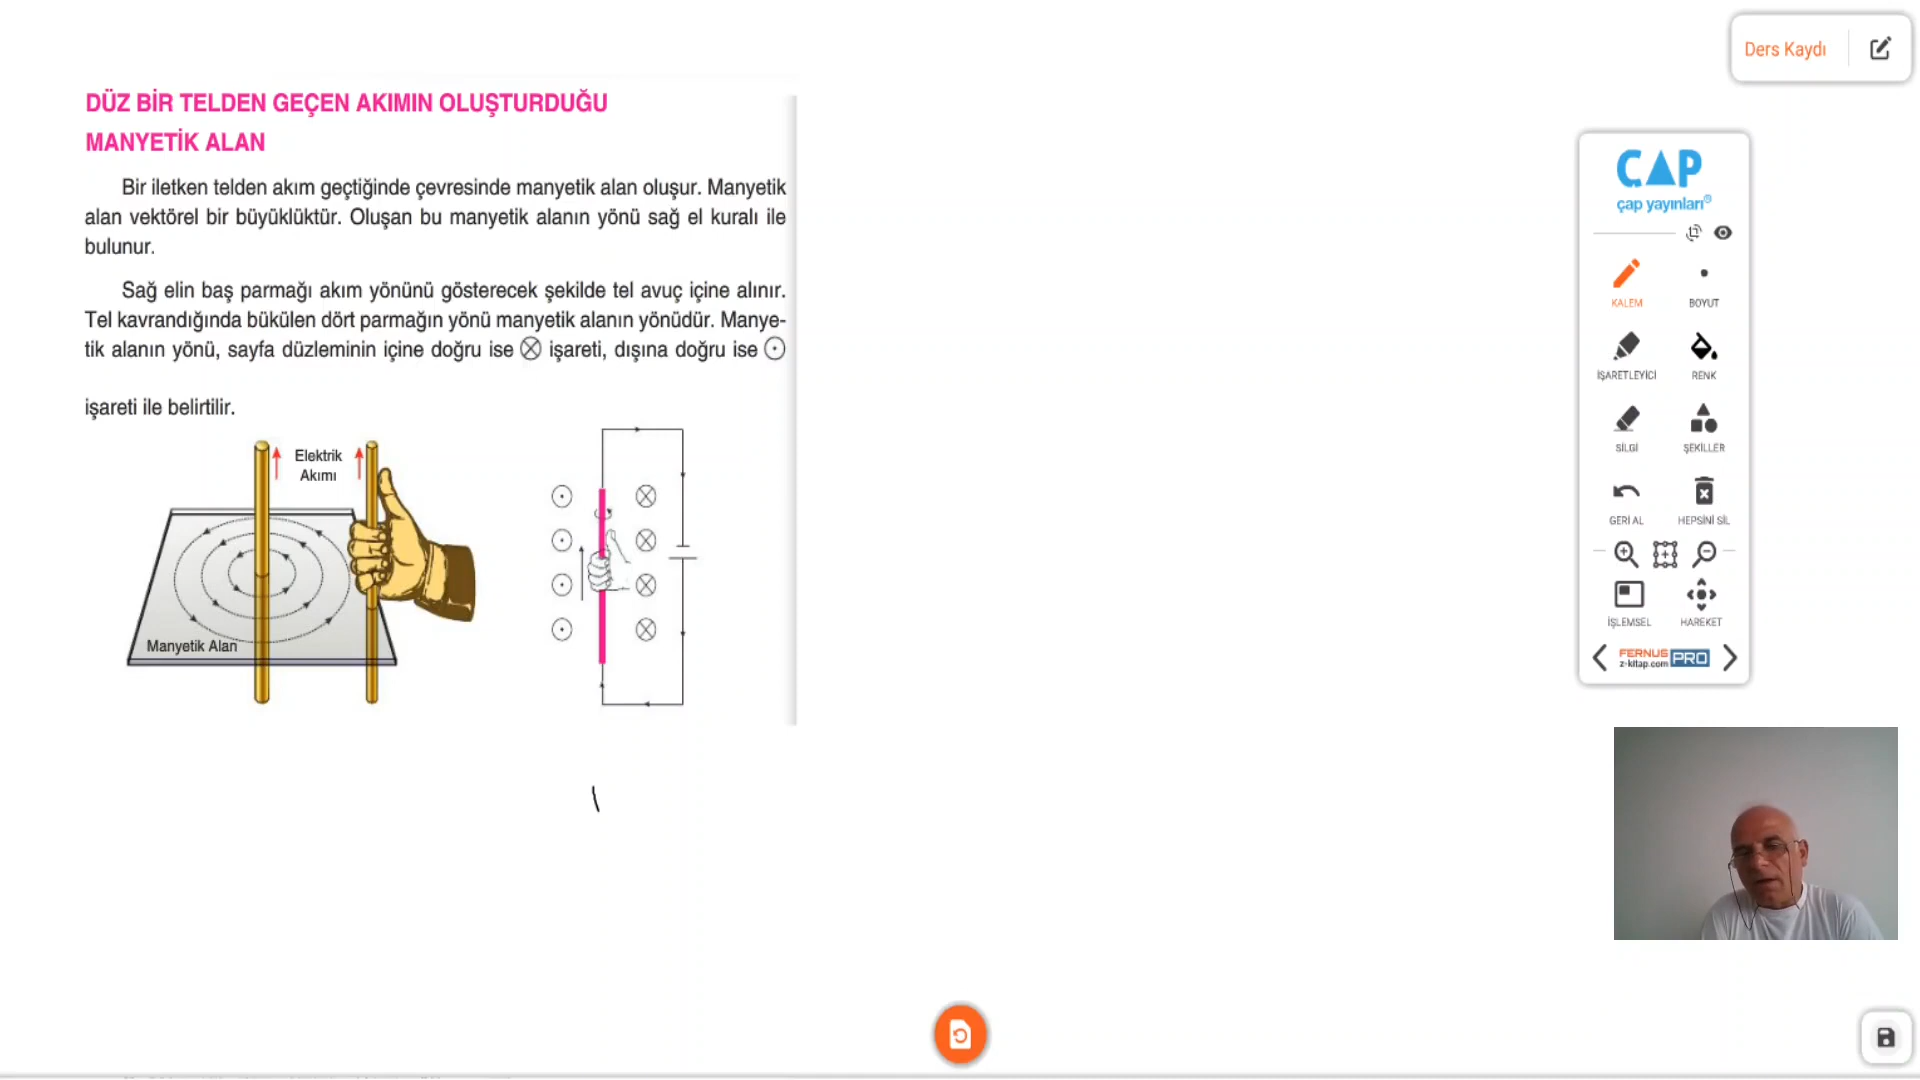 Ders Kaydı
DÜZ BİR TELDEN GEÇEN AKIMIN OLUŞTURDUĞU
MANYETİK ALAN
Bir iletken telden akım geçtiğinde çevresinde manyetik alan oluşur. Manyetik
alan vektörel bir büyüklüktür. Oluşan bu manyetik alanın yönü sağ el kuralı ile
bulunur.
Sağ elin baş parmağı akım yönünü gösterecek şekilde tel avuç içine alınır.
Tel kavrandığında bükülen dört parmağın yönü manyetik alanın yönüdür. Manye-
tik alanın yönü, sayfa düzleminin içine doğru ise ⊗ işareti, dışına doğru ise ⊙
işareti ile belirtilir.
Elektrik
Akımı
Manyetik Alan
ÇAP
çap yayınları®
KALEM
BOYUT
İŞARETLEYİCİ
RENK
SİLGİ
ŞEKİLLER
GERİ AL
HEPSİNİ SİL
İŞLEMSEL
HAREKET
FERNUS
z-kitap.com PRO